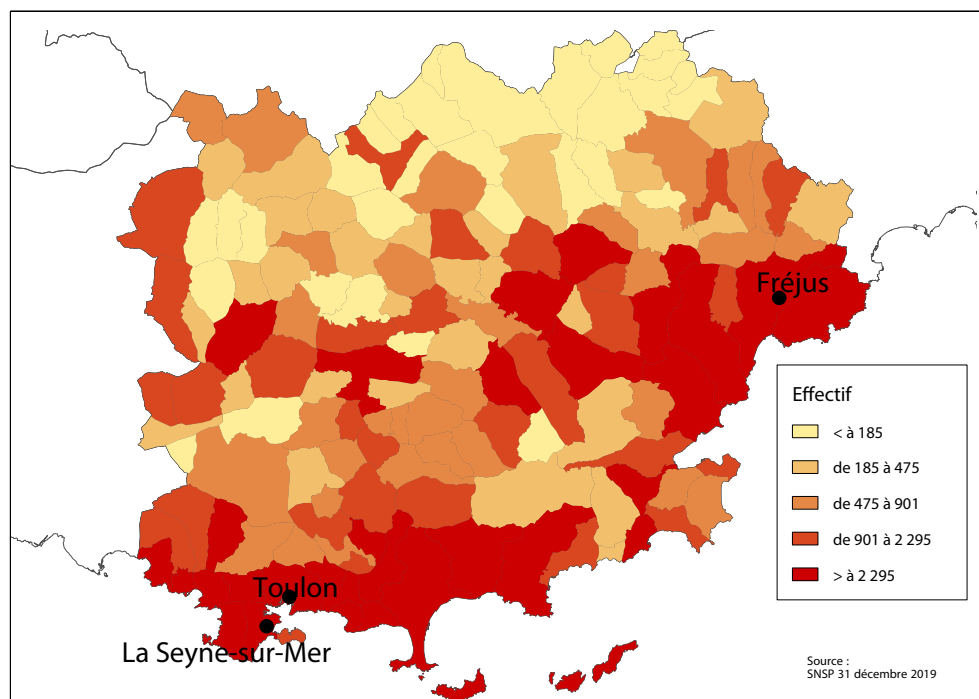 Fréjus
Effectif
< à 185
de 185 à 475
de 475 à 901
de 901 à 2 295
> à 2 295
Toulon
La Seyne-sur-Mer
Source :
SNSP 31 décembre 2019